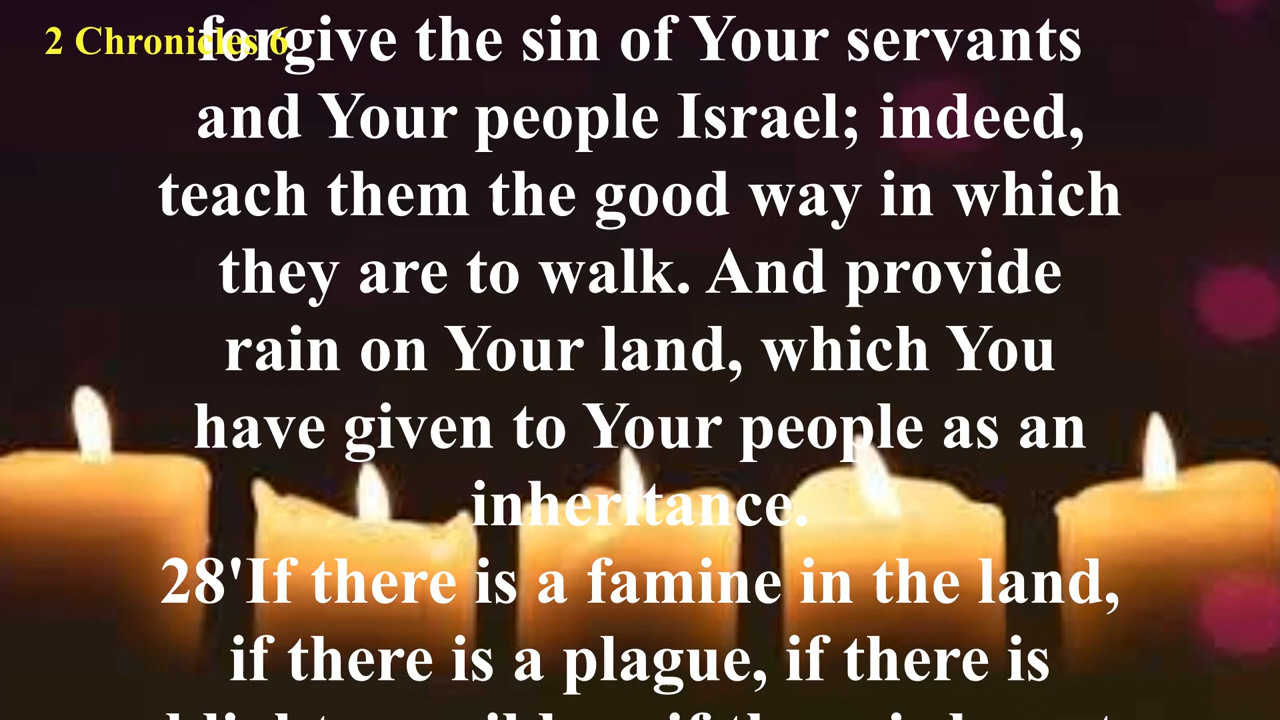 2 Chronicles 6
forgive the sin of Your servants
and Your people Israel; indeed,
teach them the good way in which
they are to walk. And provide
rain on Your land, which You
have given to Your people as an
inheritance.
28'If there is a famine in the land,
if there is a plague, if there is